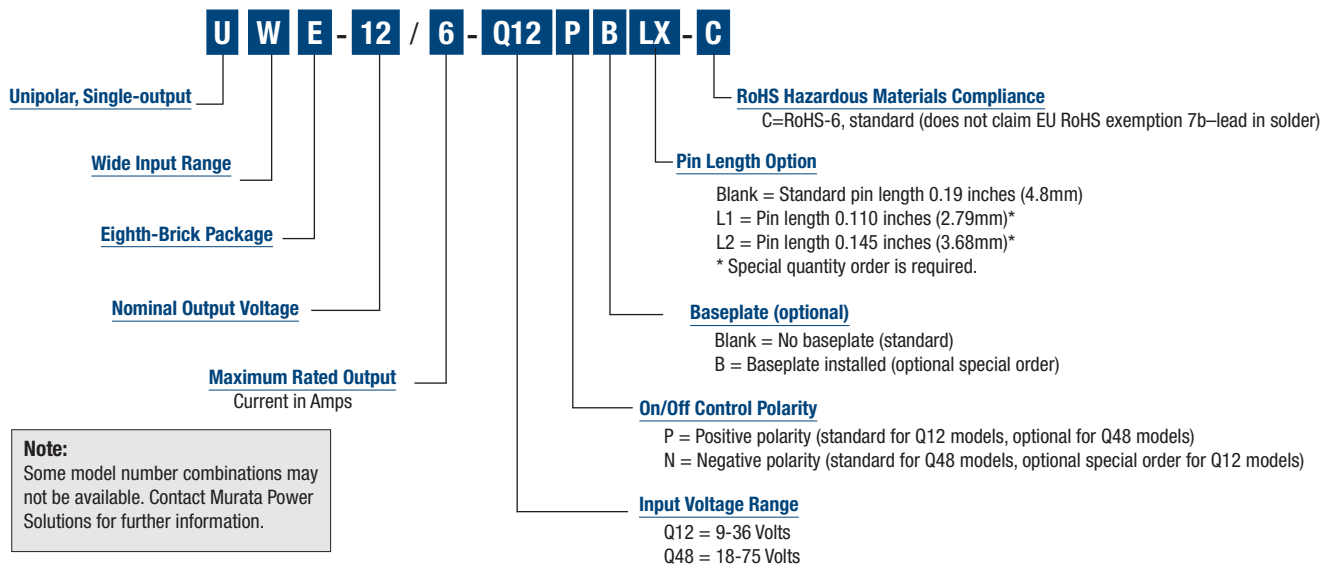 U W E - 12 / 6 - Q12 P B LX - C
Unipolar, Single-output
Wide Input Range
Eighth-Brick Package
Nominal Output Voltage
Maximum Rated Output
Current in Amps
Note:
Some model number combinations may
not be available. Contact Murata Power
Solutions for further information.
RoHS Hazardous Materials Compliance
C=RoHS-6, standard (does not claim EU RoHS exemption 7b–lead in solder)
Pin Length Option
Blank = Standard pin length 0.19 inches (4.8mm)
L1 = Pin length 0.110 inches (2.79mm)*
L2 = Pin length 0.145 inches (3.68mm)*
* Special quantity order is required.
Baseplate (optional)
Blank = No baseplate (standard)
B = Baseplate installed (optional special order)
On/Off Control Polarity
P = Positive polarity (standard for Q12 models, optional for Q48 models)
N = Negative polarity (standard for Q48 models, optional special order for Q12 models)
Input Voltage Range
Q12 = 9-36 Volts
Q48 = 18-75 Volts